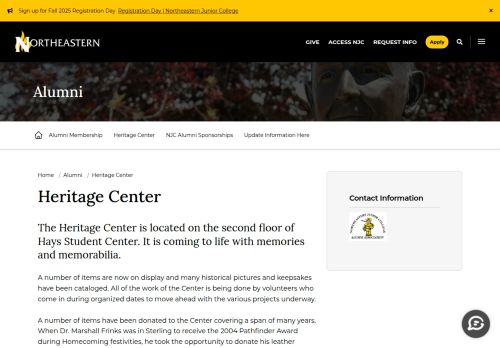 Sign up for Fall 2025 Registration Day Registration Day | Northeastern Junior College ×
NORTHEASTERN
GIVE ACCESS NJC REQUEST INFO Apply
Alumni
Alumni Membership Heritage Center NJC Alumni Sponsorships Update Information Here
Home / Alumni / Heritage Center
Heritage Center
The Heritage Center is located on the second floor of
Hays Student Center. It is coming to life with memories
and memorabilia.
A number of items are now on display and many historical pictures and keepsakes
have been cataloged. All of the work of the Center is being done by volunteers who
come in during organized dates to move ahead with the various projects underway.
A number of items have been donated to the Center covering a span of many years.
When Dr. Marshall Frinks was in Sterling to receive the 2004 Pathfinder Award
during Homecoming festivities, he took the opportunity to donate his leather
Contact Information
NORTHEASTERN JUNIOR COLLEGE
ALUMNI ASSOCIATION